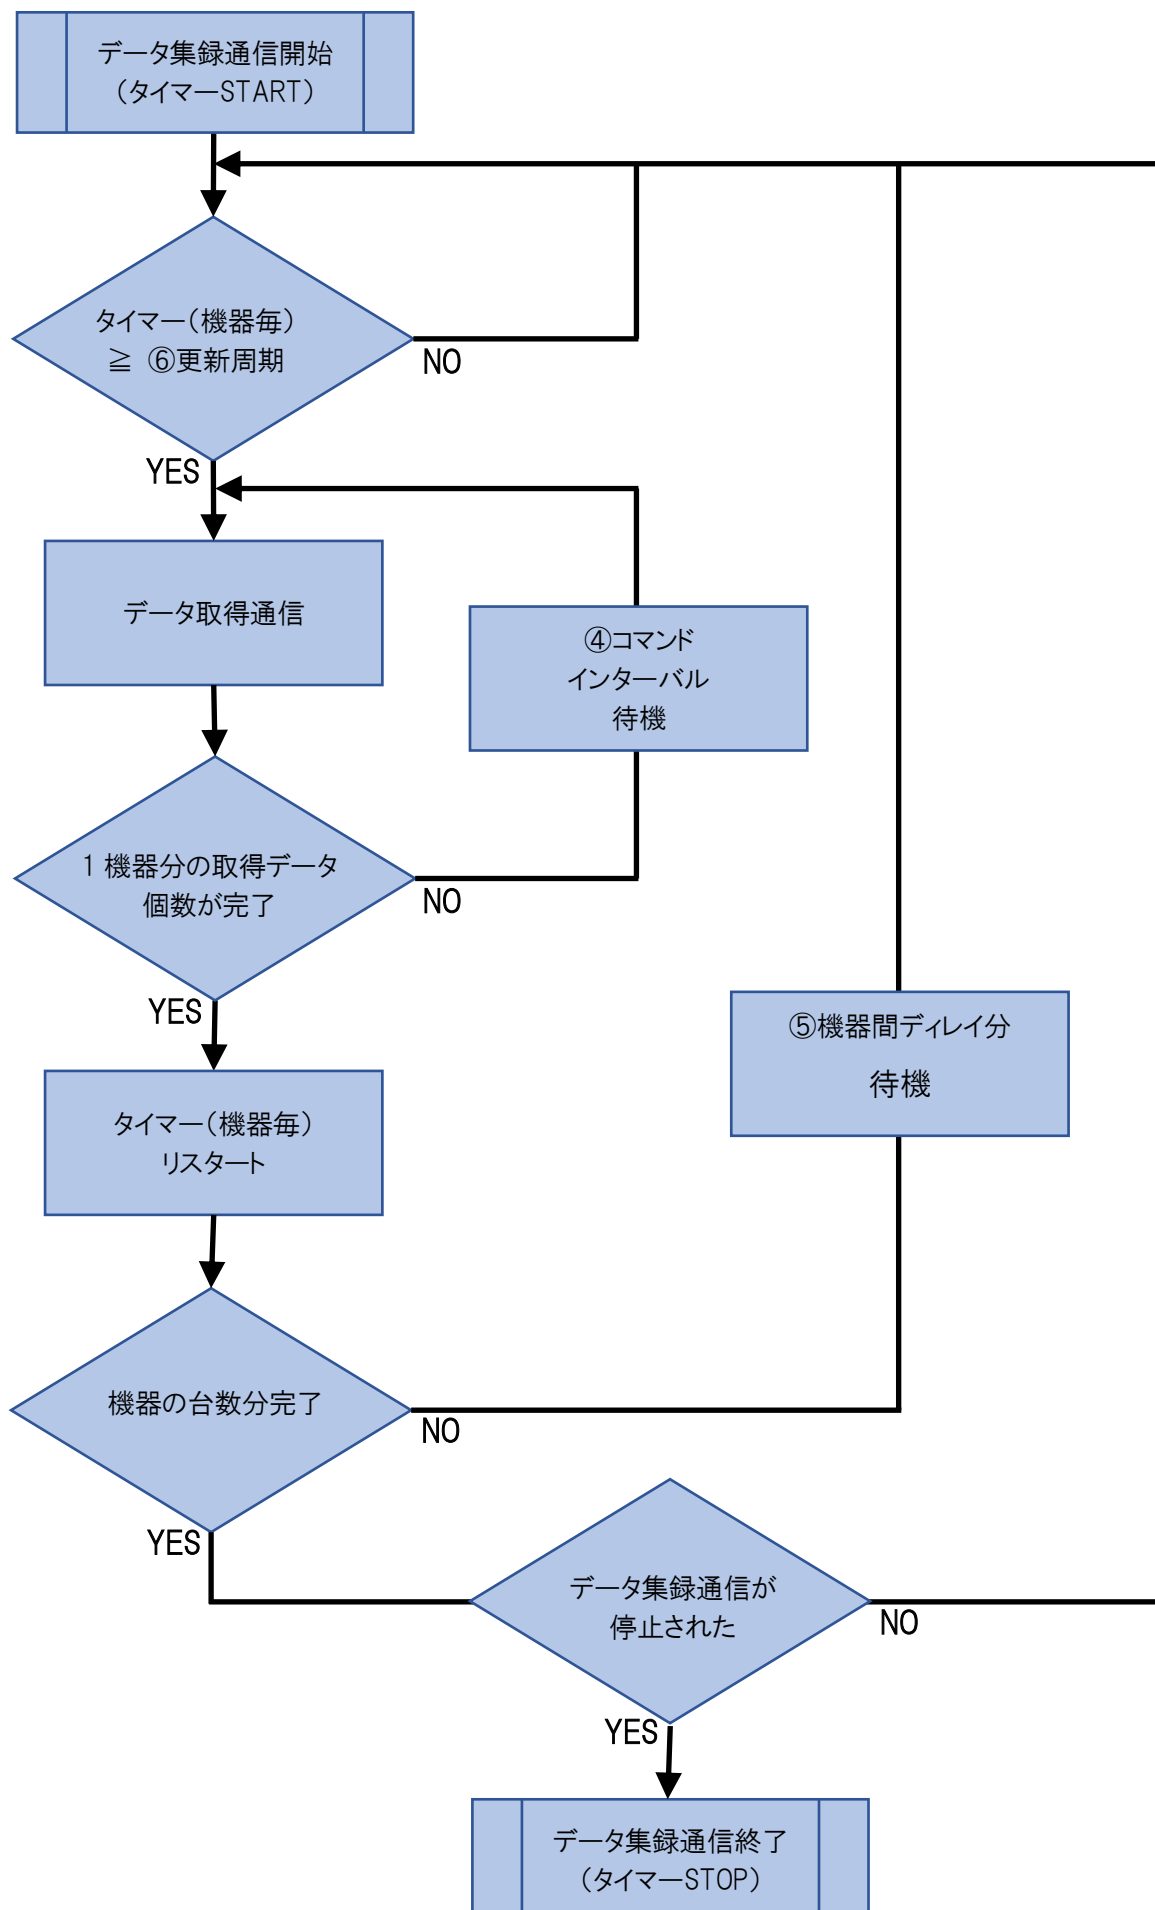 データ集録通信開始
（タイマーSTART）
タイマー（機器毎）
≧ ⑥更新周期
NO
YES
データ取得通信
④コマンド
インターバル
待機
1 機器分の取得データ
個数が完了
NO
YES
⑤機器間ディレイ分
待機
タイマー（機器毎）
リスタート
機器の台数分完了
NO
YES
データ集録通信が
停止された
NO
YES
データ集録通信終了
（タイマーSTOP）